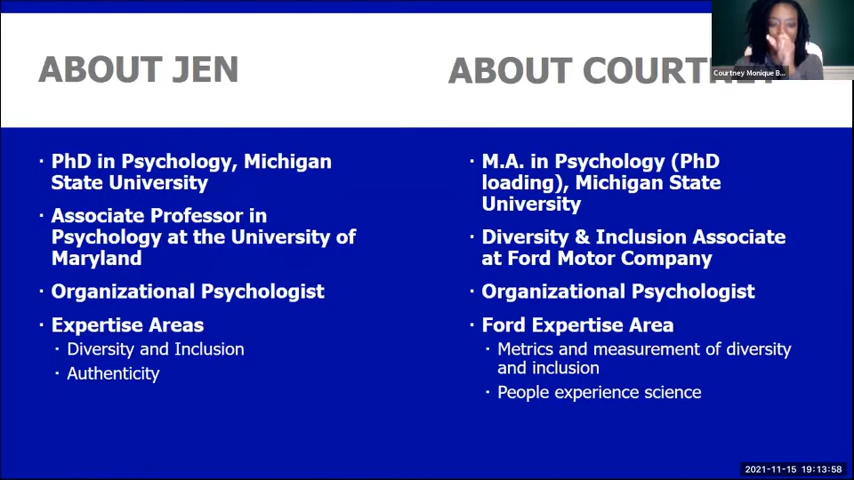 ABOUT JEN
· PhD in Psychology, Michigan
State University
· Associate Professor in
Psychology at the University of
Maryland
· Organizational Psychologist
· Expertise Areas
· Diversity and Inclusion
· Authenticity
ABOUT COURTNEY
· M.A. in Psychology (PhD
loading), Michigan State
University
· Diversity & Inclusion Associate
at Ford Motor Company
· Organizational Psychologist
· Ford Expertise Area
· Metrics and measurement of diversity
and inclusion
· People experience science
Courtney Monique B...
2021-11-15 19:13:58